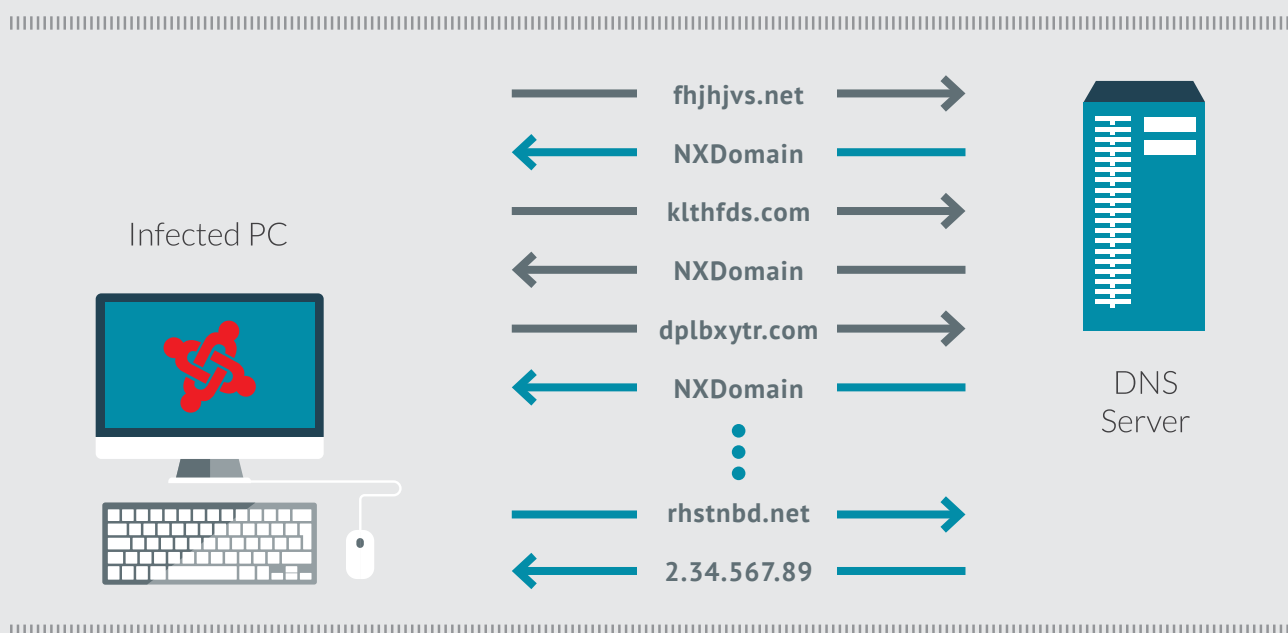 fhjhjvs.net
NXDomain
klthfds.com
Infected PC
NXDomain
dplbxytr.com
DNS
Server
NXDomain
rhstnbd.net
2.34.567.89